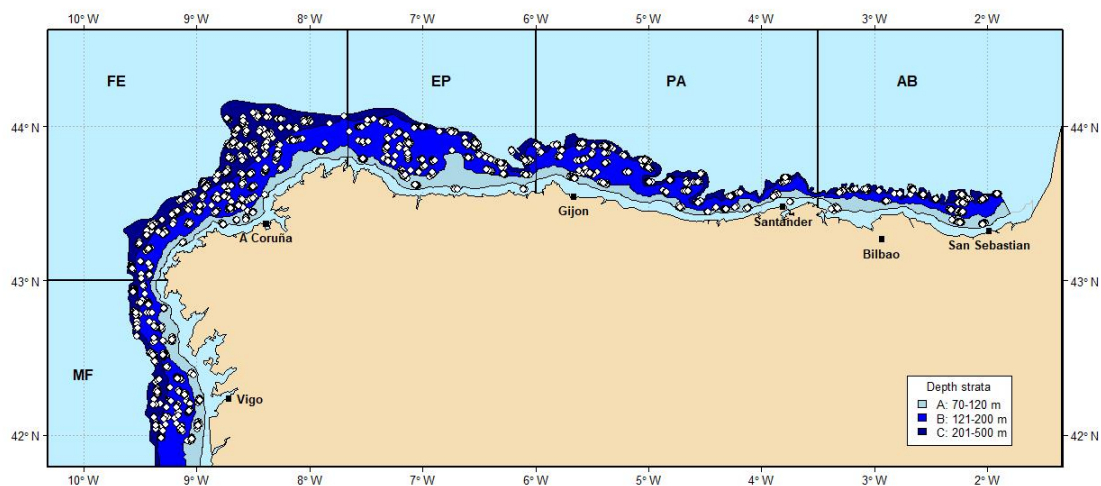 10° W 9° W 8° W 7° W 6° W 5° W 4° W 3° W 2° W
FE EP PA AB
44° N 44° N
Gijon
Santander
A Coruña
Bilbao
San Sebastian
43° N 43° N
MF
Vigo
Depth strata
A: 70-120 m
B: 121-200 m
C: 201-500 m
42° N 42° N
10° W 9° W 8° W 7° W 6° W 5° W 4° W 3° W 2° W